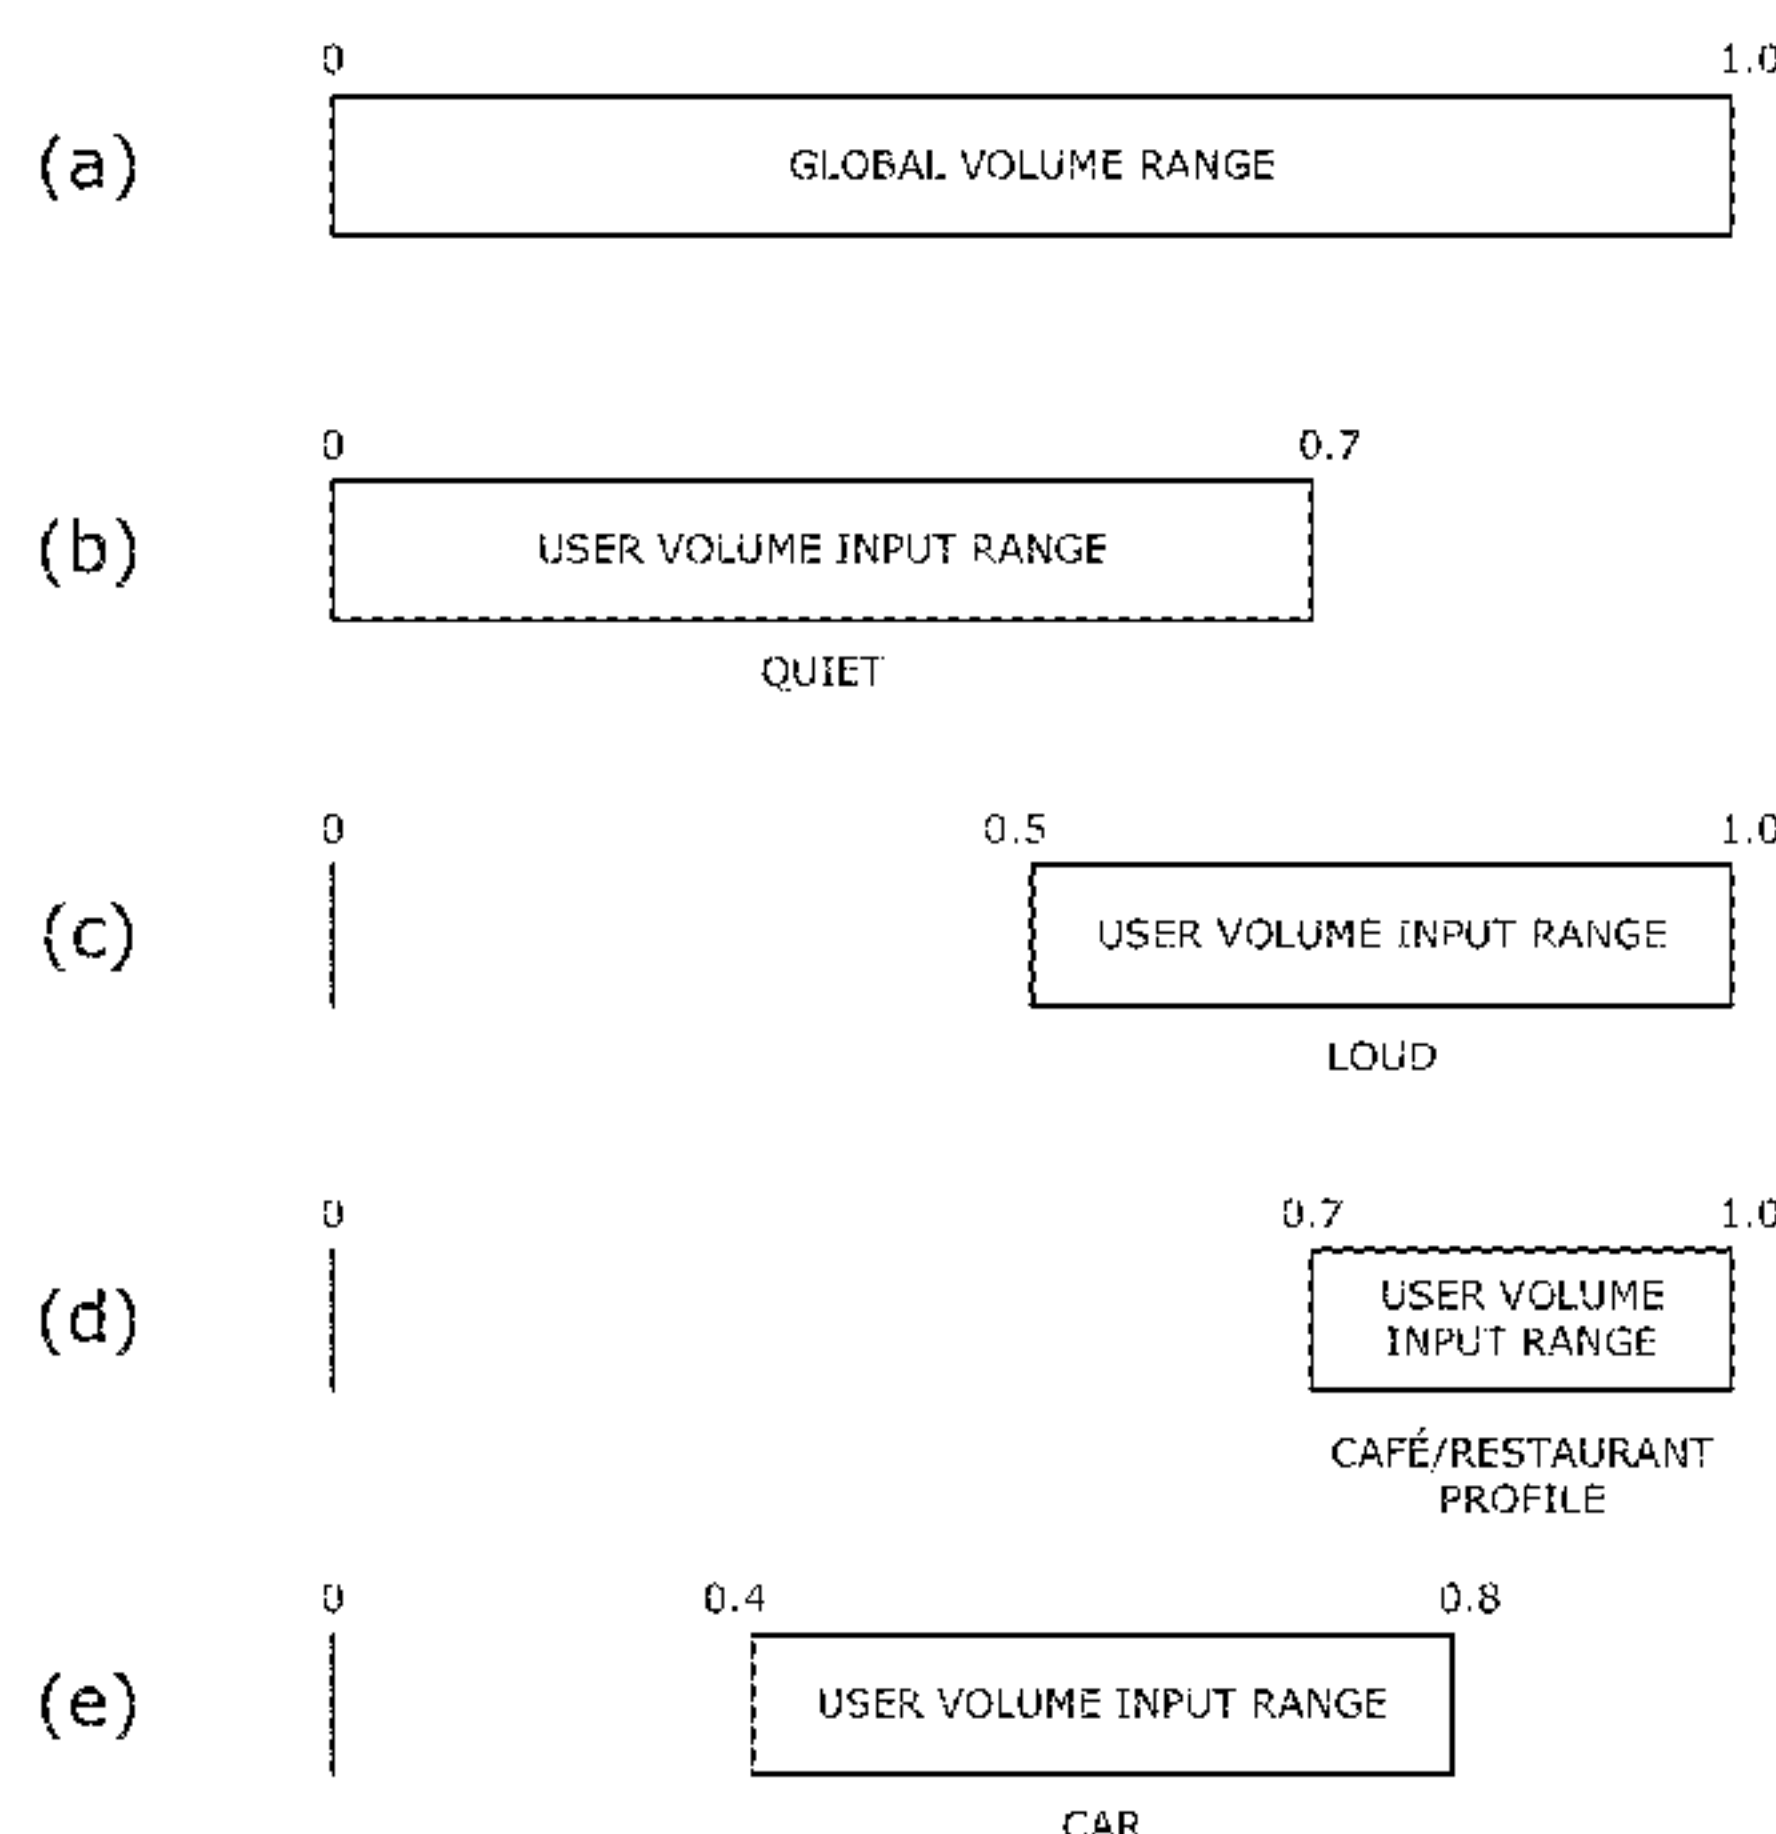 0 1.0
(a) GLOBAL VOLUME RANGE
0 0.7
(b) USER VOLUME INPUT RANGE
QUIET
0 0.5 1.0
(c) USER VOLUME INPUT RANGE
LOUD
0 0.7 1.0
(d) USER VOLUME
INPUT RANGE
CAFÉ/RESTAURANT
PROFILE
0 0.4 0.8
(e) USER VOLUME INPUT RANGE
CAR